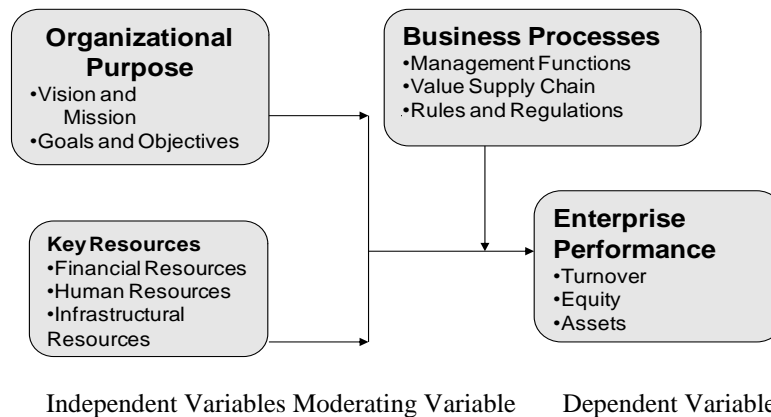 Organizational
Purpose
•Vision and
Mission
•Goals and Objectives
Business Processes
•Management Functions
•Value Supply Chain
•Rules and Regulations
Key Resources
•Financial Resources
•Human Resources
•Infrastructural
Resources
Enterprise
Performance
•Turnover
•Equity
•Assets
Independent Variables Moderating Variable Dependent Variable